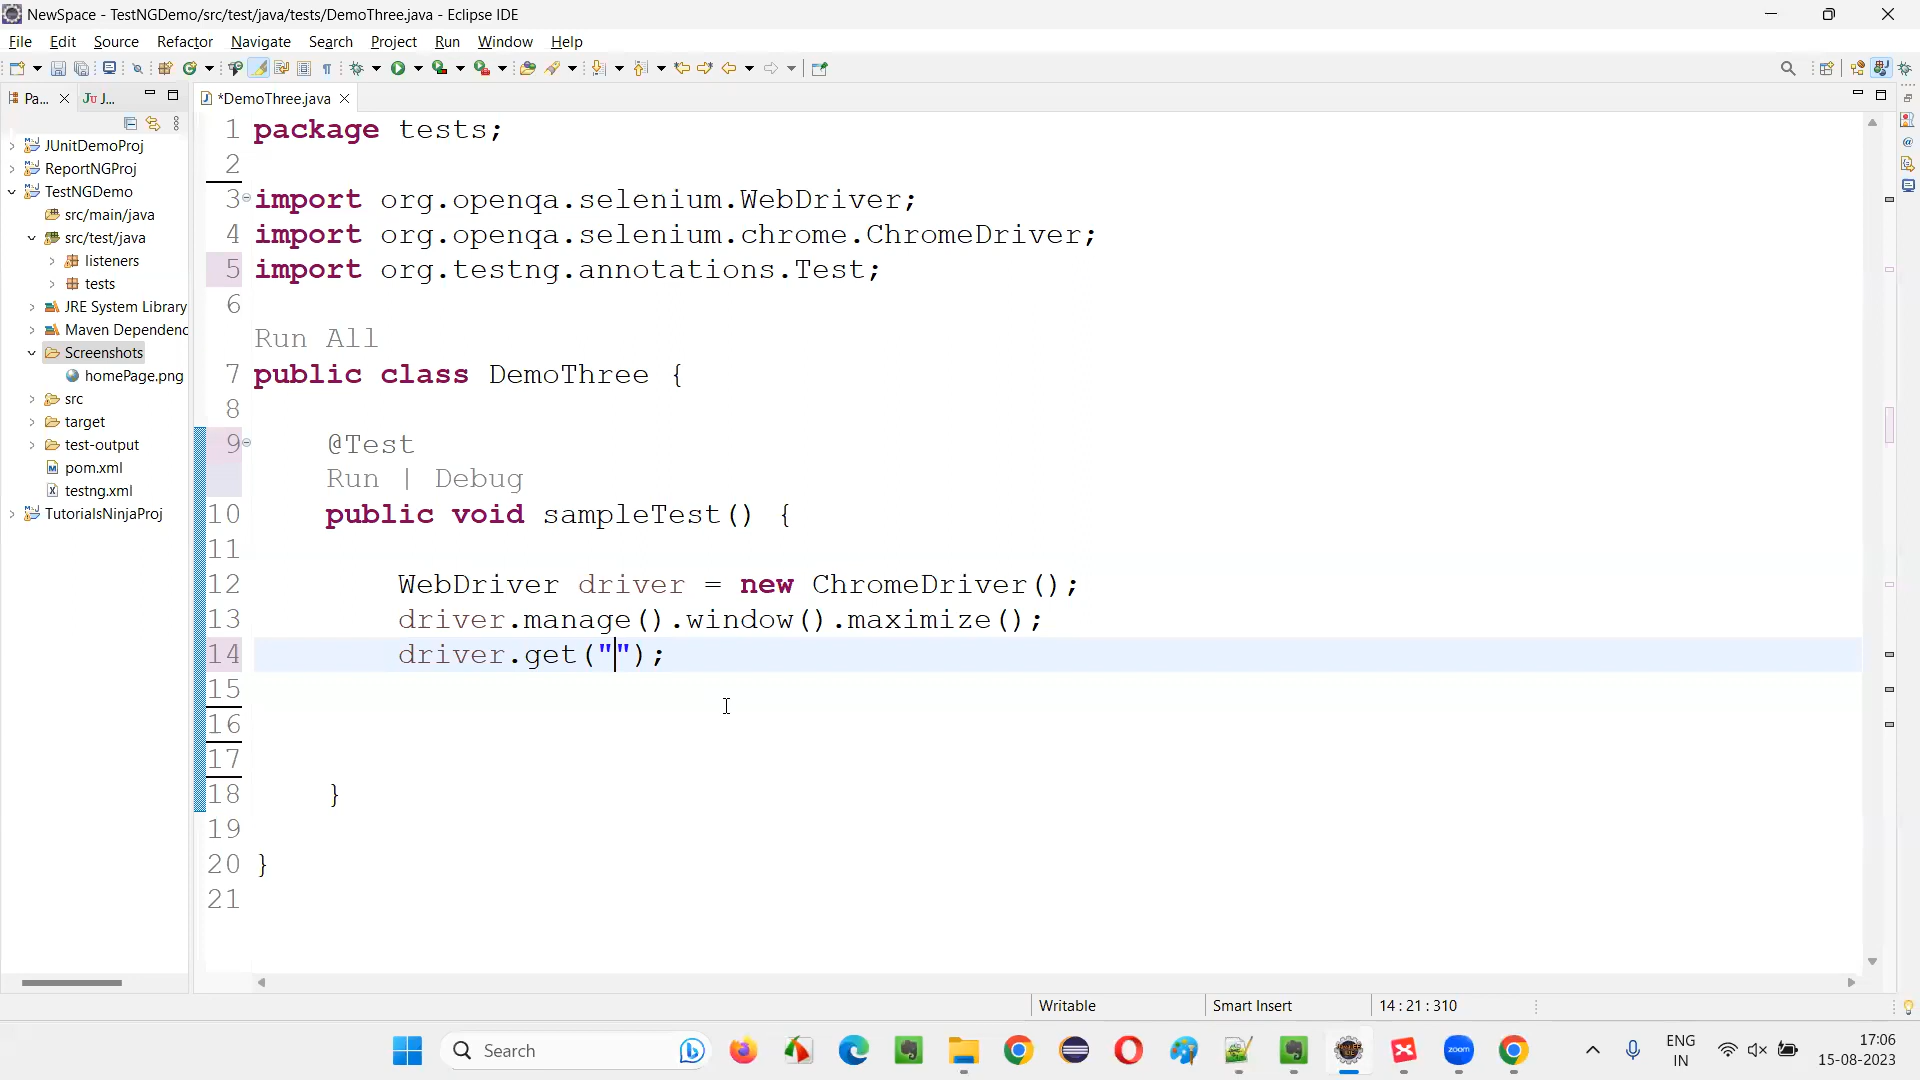 NewSpace - TestNGDemo/src/test/java/tests/DemoThree.java - Eclipse IDE
File Edit Source Refactor Navigate Search Project Run Window Help
Pa... J... *DemoThree.java
JUnitDemoProj
ReportNGProj
TestNGDemo
src/main/java
src/test/java
listeners
tests
JRE System Library
Maven Dependenc
Screenshots
homePage.png
src
target
test-output
pom.xml
testng.xml
TutorialsNinjaProj
1 package tests;
2
3 import org.openqa.selenium.WebDriver;
4 import org.openqa.selenium.chrome.ChromeDriver;
5 import org.testng.annotations.Test;
6
Run All
7 public class DemoThree {
8
9 @Test
Run | Debug
10 public void sampleTest() {
11
12 WebDriver driver = new ChromeDriver();
13 driver.manage().window().maximize();
14 driver.get("");
15
16
17
18 }
19
20 }
21
Writable Smart Insert 14 : 21 : 310
Search zoom ENG 17:06
IN 15-08-2023